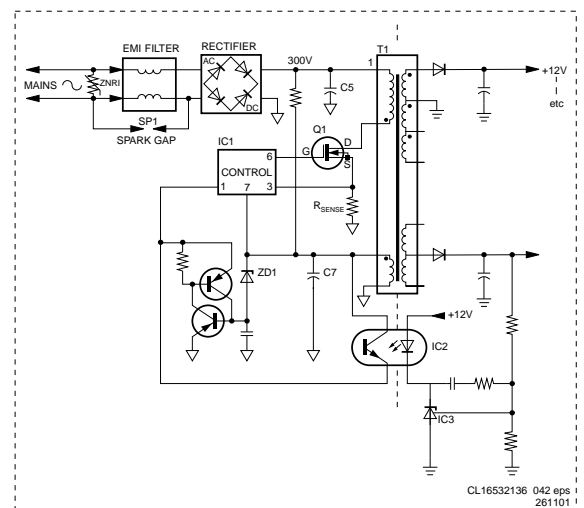 EMI FILTER
RECTIFIER
T1
MAINS
ZNRI
AC
DC
300V
1
C5
+12V
etc
SP1
SPARK GAP
Q1
D
G
S
IC1
6
CONTROL
1 7 3
RSENSE
ZD1
C7
+12V
IC2
IC3
CL16532136 042 eps
261101